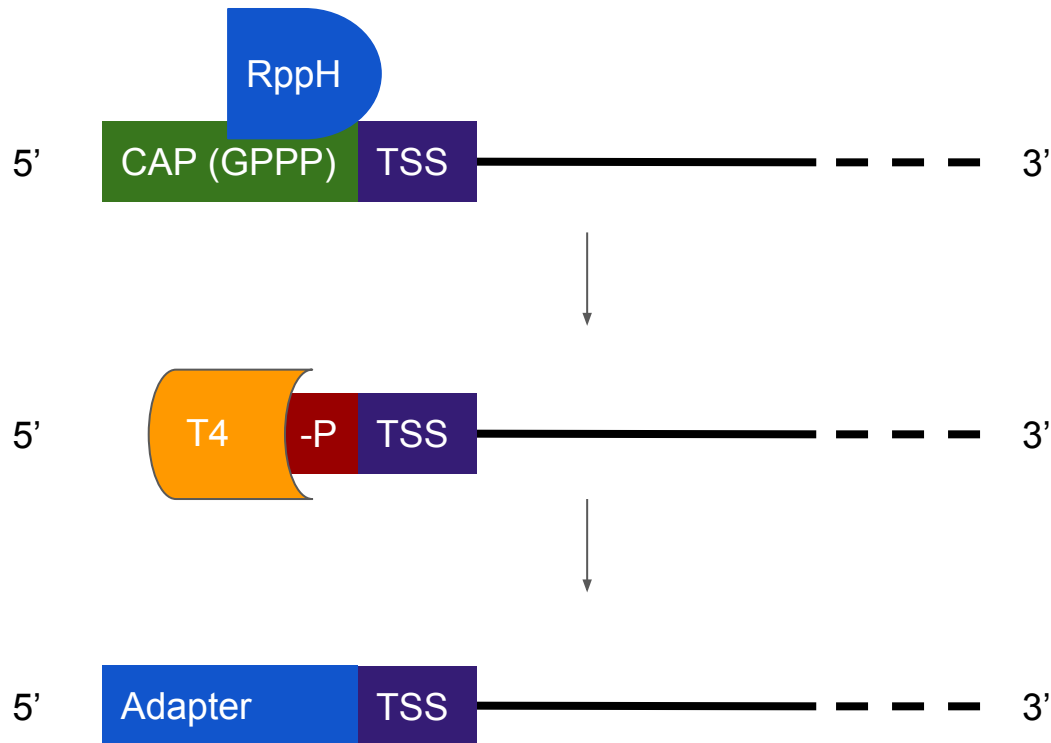 RppH
5’ CAP (GPPP) TSS 3’
5’ T4 -P TSS 3’
5’ Adapter TSS 3’